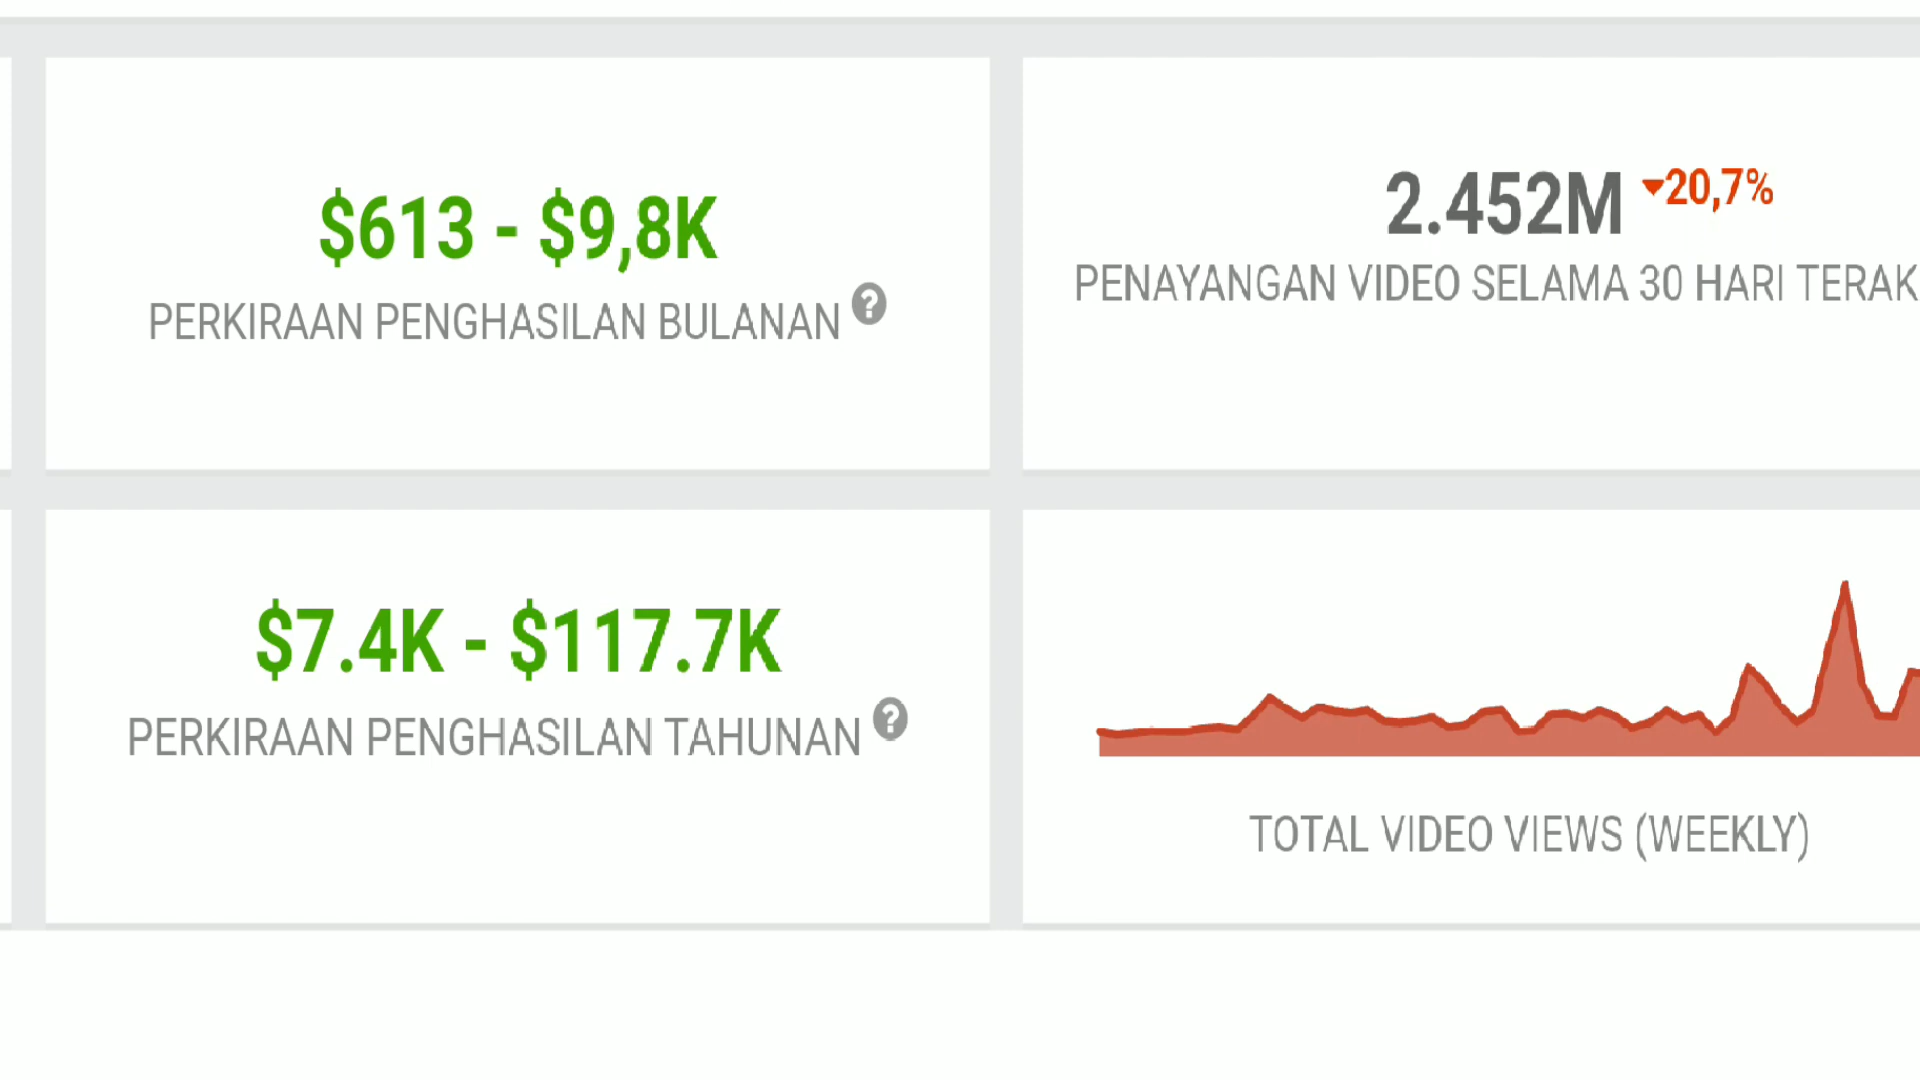 $613 - $9,8K
PERKIRAAN PENGHASILAN BULANAN ?
2.452M 20,7%
PENAYANGAN VIDEO SELAMA 30 HARI TERAK
$7.4K - $117.7K
PERKIRAAN PENGHASILAN TAHUNAN ?
TOTAL VIDEO VIEWS (WEEKLY)